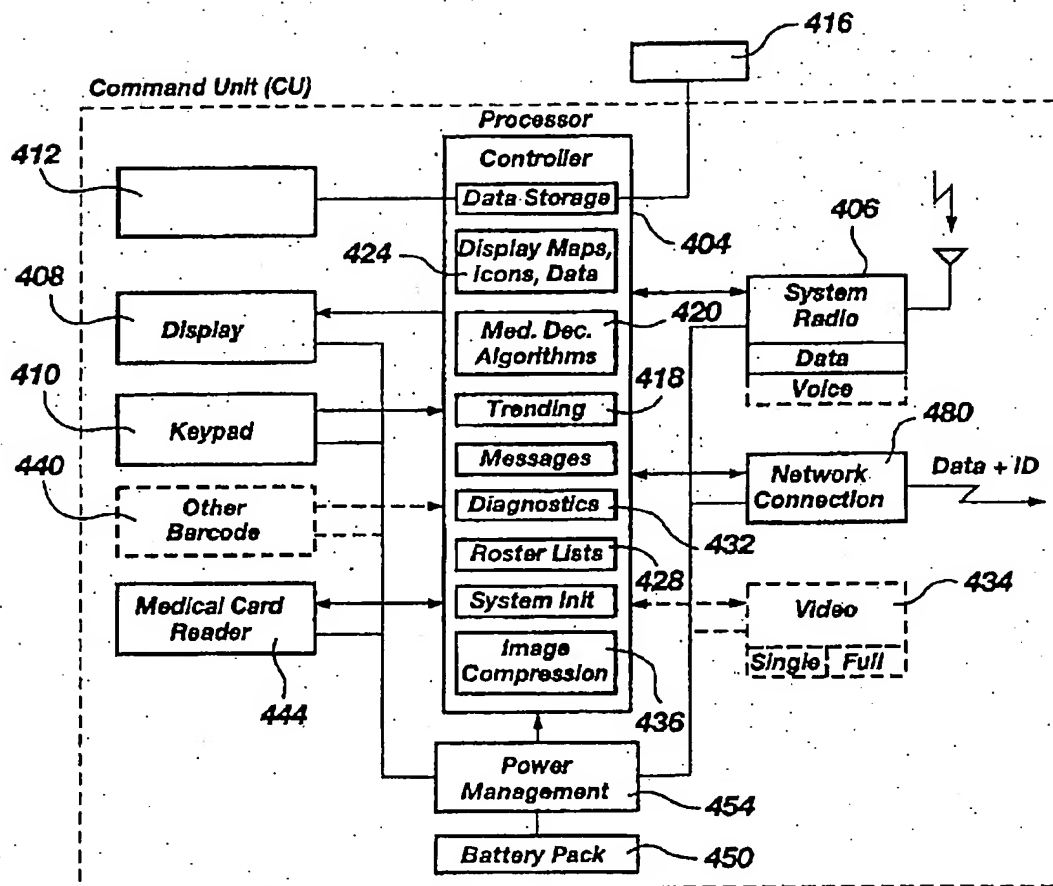 416
Command Unit (CU)
Processor
412
Controller
Data Storage
406
404
424
Display Maps,
Icons, Data
408
System
Radio
420
Display
Med. Dec.
Algorithms
Data
410
418
Voice
Trending
480
Keypad
440
Messages
Network
Connection
Data + ID
Other
Barcode
Diagnostics
432
Roster Lists
428
434
Medical Card
Reader
System Init
Video
Image
Compression
Single
Full
444
436
Power
Management
454
Battery Pack
450